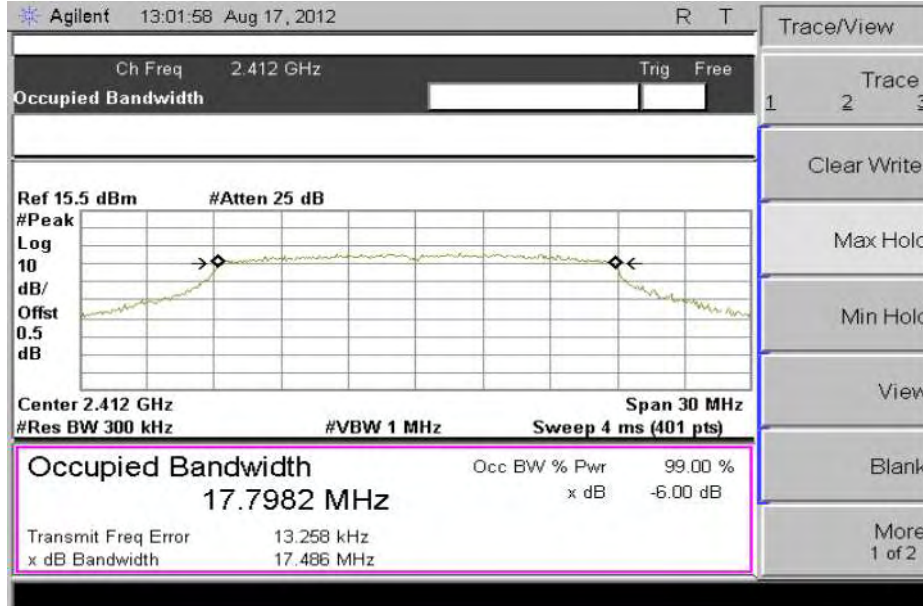 Agilent 13:01:58 Aug 17, 2012 R T
Trace/View
Ch Freq 2.412 GHz Trig Free
Occupied Bandwidth
Trace
1 2 3
Clear Write
Max Hold
Min Hold
View
Blank
More
1 of 2
Ref 15.5 dBm #Atten 25 dB
#Peak
Log
10
dB/
Offst
0.5
dB
Center 2.412 GHz Span 30 MHz
#Res BW 300 kHz #VBW 1 MHz Sweep 4 ms (401 pts)
Occupied Bandwidth Occ BW % Pwr 99.00 %
17.7982 MHz x dB -6.00 dB
Transmit Freq Error 13.258 kHz
x dB Bandwidth 17.486 MHz